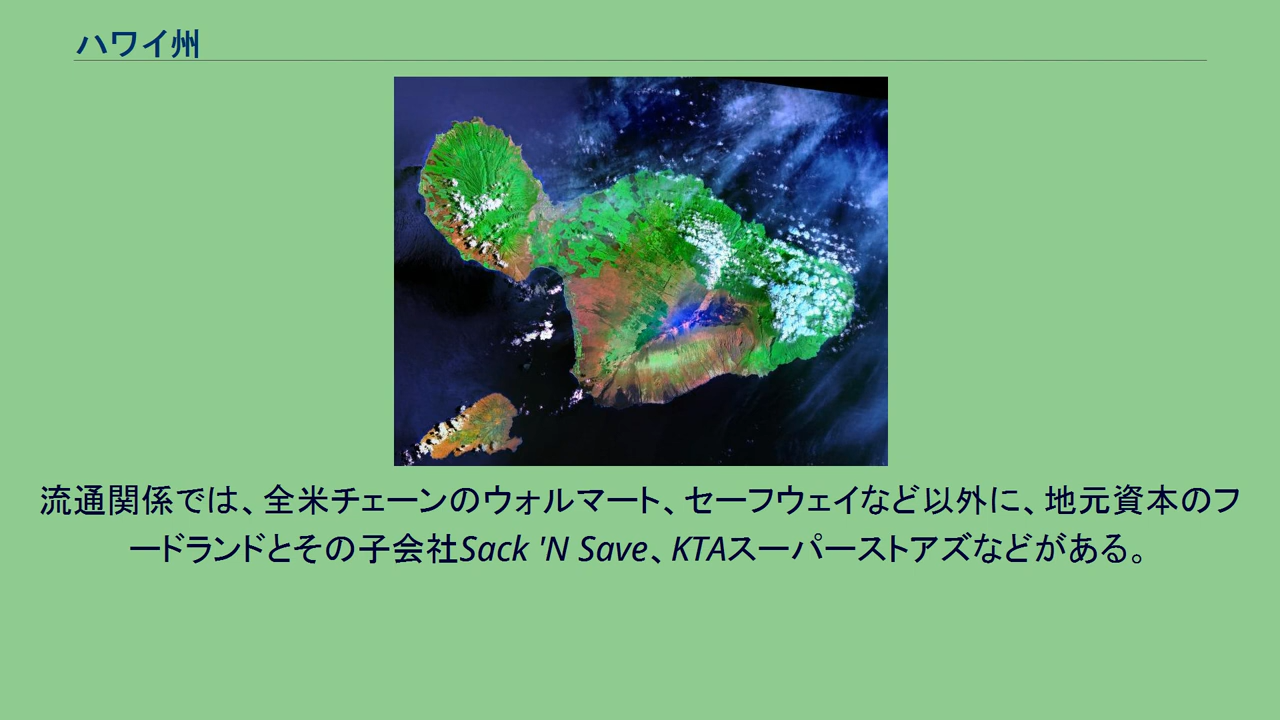 ハワイ州
流通関係では、全米チェーンのウォルマート、セーフウェイなど以外に、地元資本のフ
ードランドとその子会社Sack 'N Save、KTAスーパーストアズなどがある。